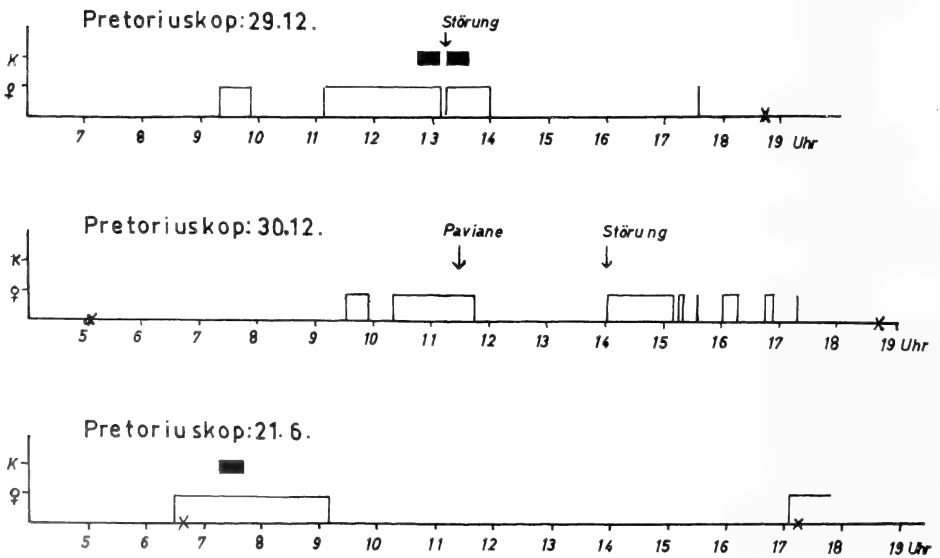 Pretoriuskop: 29.12.
Störung
K
♀
7 8 9 10 11 12 13 14 15 16 17 18 19 Uhr
Pretoriuskop: 30.12.
Paviane Störung
K
♀
5 6 7 8 9 10 11 12 13 14 15 16 17 18 19 Uhr
Pretoriuskop: 21.6.
K
♀
5 6 7 8 9 10 11 12 13 14 15 16 17 18 19 Uhr